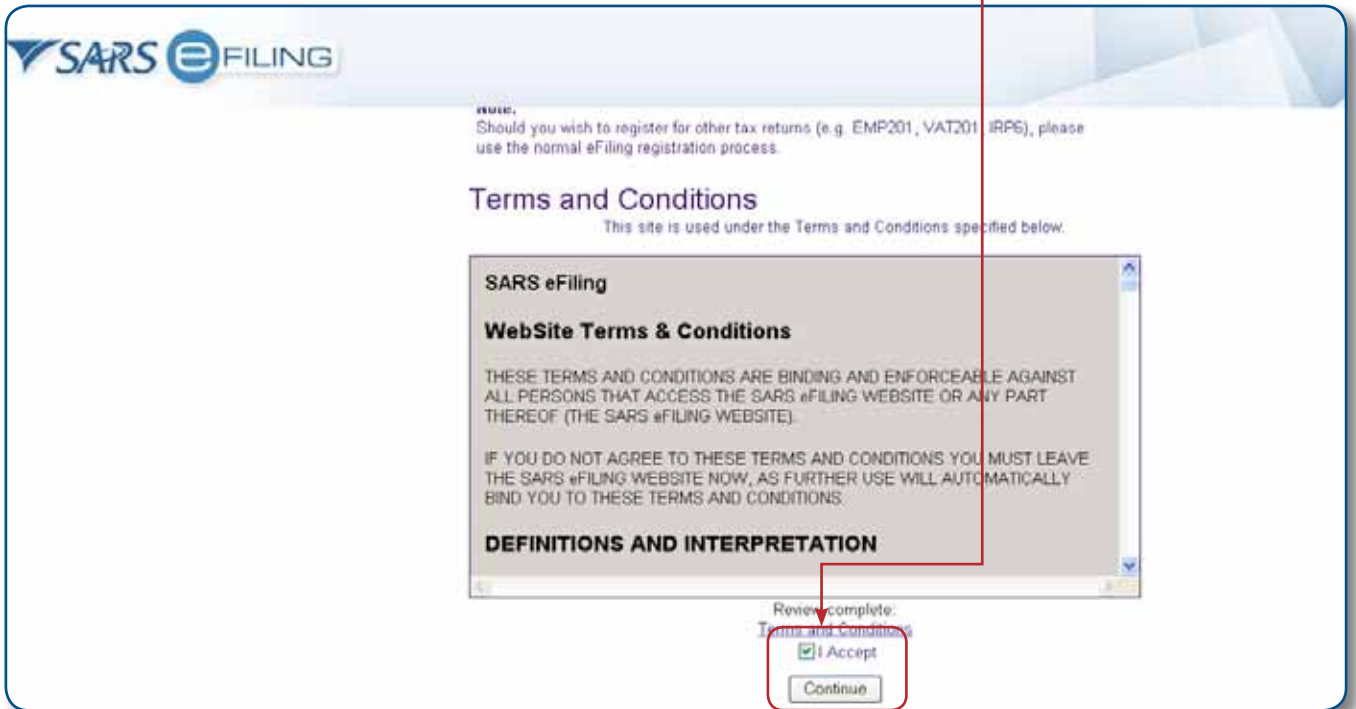 SARS eFILING
Note:
Should you wish to register for other tax returns (e.g. EMP201, VAT201, IRP6), please
use the normal eFiling registration process.
Terms and Conditions
This site is used under the Terms and Conditions specified below.
SARS eFiling
WebSite Terms & Conditions
THESE TERMS AND CONDITIONS ARE BINDING AND ENFORCEABLE AGAINST
ALL PERSONS THAT ACCESS THE SARS eFILING WEBSITE OR ANY PART
THEREOF (THE SARS eFILING WEBSITE).
IF YOU DO NOT AGREE TO THESE TERMS AND CONDITIONS YOU MUST LEAVE
THE SARS eFILING WEBSITE NOW, AS FURTHER USE WILL AUTOMATICALLY
BIND YOU TO THESE TERMS AND CONDITIONS.
DEFINITIONS AND INTERPRETATION
Review complete:
Terms and Conditions
I Accept
Continue